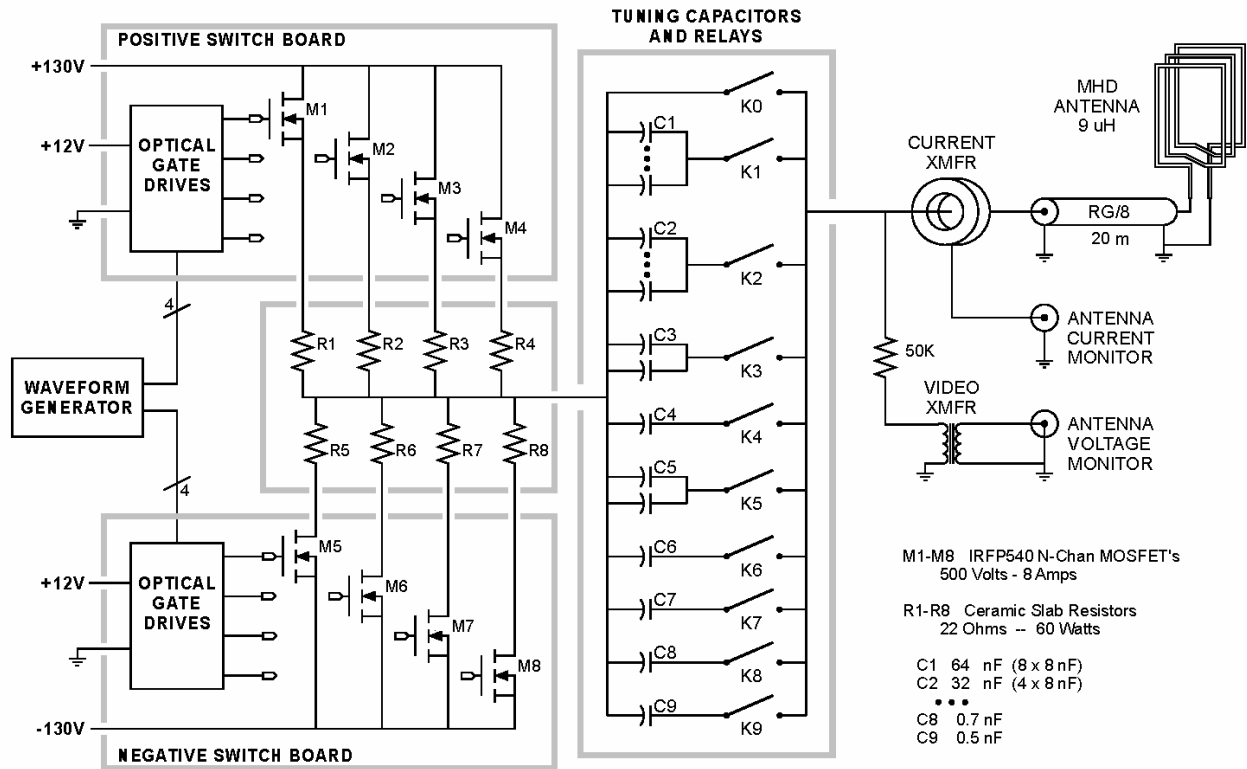 TUNING CAPACITORS
AND RELAYS
POSITIVE SWITCH BOARD
+130V
+12V
OPTICAL
GATE
DRIVES
M1
M2
M3
M4
4
R1
R2
R3
R4
WAVEFORM
GENERATOR
R5
R6
R7
R8
4
+12V
OPTICAL
GATE
DRIVES
M5
M6
M7
M8
-130V
NEGATIVE SWITCH BOARD
K0
C1
K1
C2
K2
C3
K3
C4
K4
C5
K5
C6
K6
C7
K7
C8
K8
C9
K9
MHD
ANTENNA
9 uH
CURRENT
XMFR
RG/8
20 m
ANTENNA
CURRENT
MONITOR
50K
VIDEO
XMFR
ANTENNA
VOLTAGE
MONITOR
M1-M8 IRFP540 N-Chan MOSFET's
500 Volts - 8 Amps
R1-R8 Ceramic Slab Resistors
22 Ohms -- 60 Watts
C1 64 nF (8 x 8 nF)
C2 32 nF (4 x 8 nF)
• • •
C8 0.7 nF
C9 0.5 nF